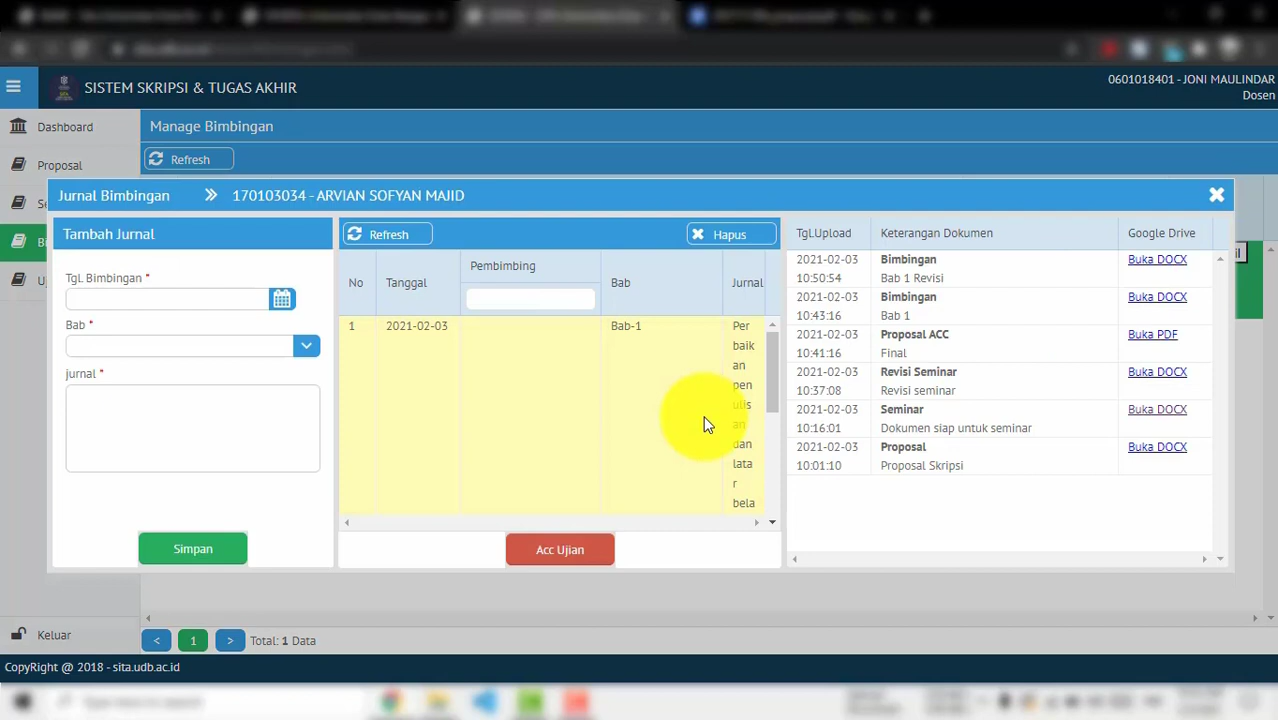 SISTEM SKRIPSI & TUGAS AKHIR
0601018401 - JONI MAULINDAR
Dosen
Dashboard
Manage Bimbingan
Proposal
Refresh
Jurnal Bimbingan
170103034 - ARVIAN SOFYAN MAJID
Tambah Jurnal
Tgl. Bimbingan *
Bab *
jurnal *
Simpan
Refresh
Hapus
No
Tanggal
Pembimbing
Bab
Jurnal
1
2021-02-03
Bab-1
Per
baik
an
pen
ulis
an
dan
lata
r
bela
Acc Ujian
Tgl.Upload
Keterangan Dokumen
Google Drive
2021-02-03
10:50:54
Bimbingan
Bab 1 Revisi
Buka DOCX
2021-02-03
10:43:16
Bimbingan
Bab 1
Buka DOCX
2021-02-03
10:41:16
Proposal ACC
Final
Buka PDF
2021-02-03
10:37:08
Revisi Seminar
Revisi seminar
Buka DOCX
2021-02-03
10:16:01
Seminar
Dokumen siap untuk seminar
Buka DOCX
2021-02-03
10:01:10
Proposal
Proposal Skripsi
Buka DOCX
Keluar
<
1
>
Total: 1 Data
CopyRight @ 2018 - sita.udb.ac.id